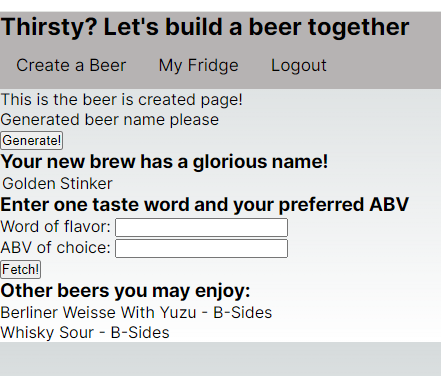 Thirsty? Let's build a beer together
Create a Beer My Fridge Logout
This is the beer is created page!
Generated beer name please
Generate!
Your new brew has a glorious name!
Golden Stinker
Enter one taste word and your preferred ABV
Word of flavor:
ABV of choice:
Fetch!
Other beers you may enjoy:
Berliner Weisse With Yuzu - B-Sides
Whisky Sour - B-Sides